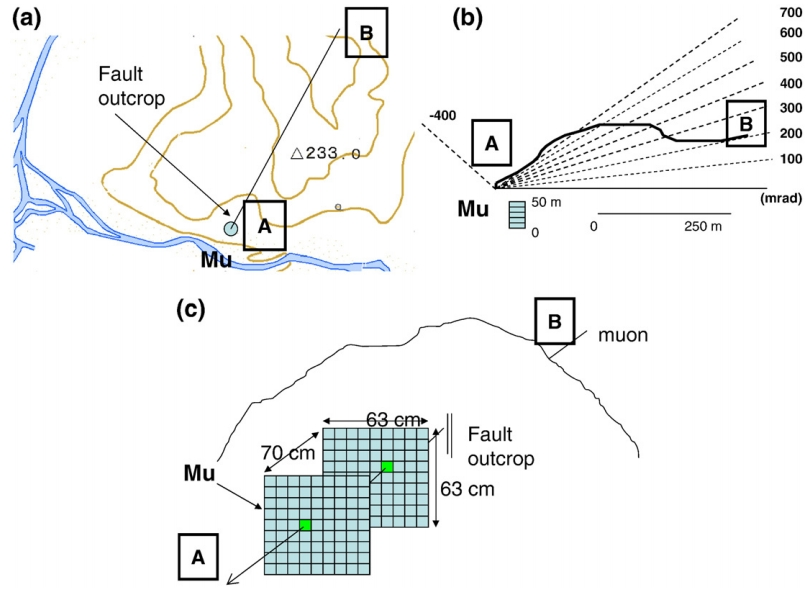 (a)
B
Fault
outcrop
△233.0
A
Mu
(b)
700
600
500
400
300
200
100
(mrad)
-400
A
B
Mu
50 m
0
0
250 m
(c)
B
muon
63 cm
70 cm
Fault
outcrop
63 cm
Mu
A